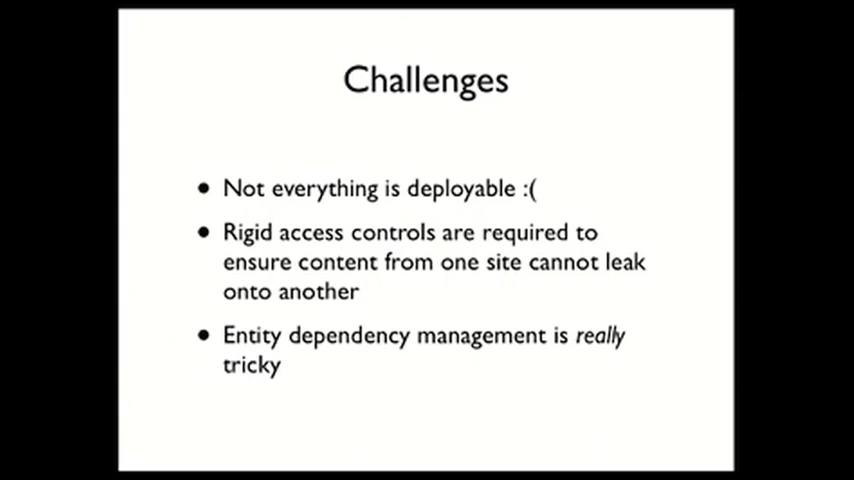 Challenges
• Not everything is deployable :(
• Rigid access controls are required to
ensure content from one site cannot leak
onto another
• Entity dependency management is really
tricky